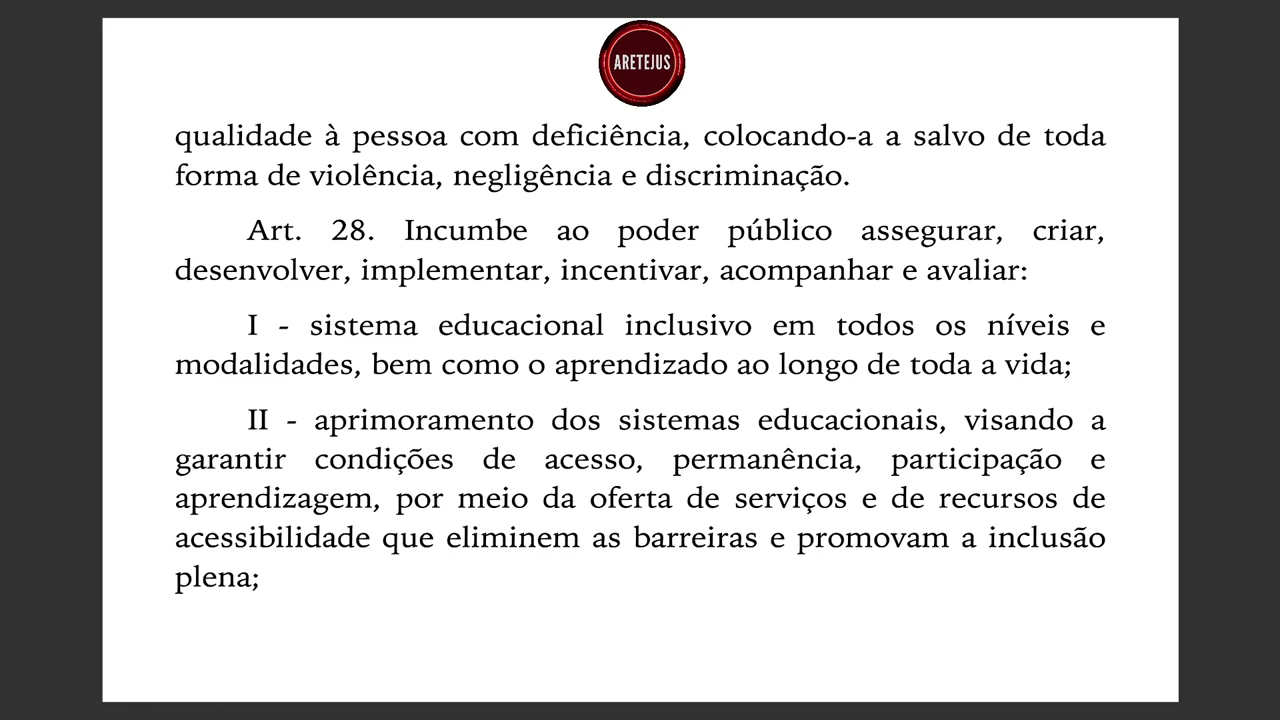 ARETEJUS
qualidade à pessoa com deficiência, colocando-a a salvo de toda
forma de violência, negligência e discriminação.
Art. 28. Incumbe ao poder público assegurar, criar,
desenvolver, implementar, incentivar, acompanhar e avaliar:
I - sistema educacional inclusivo em todos os níveis e
modalidades, bem como o aprendizado ao longo de toda a vida;
II - aprimoramento dos sistemas educacionais, visando a
garantir condições de acesso, permanência, participação e
aprendizagem, por meio da oferta de serviços e de recursos de
acessibilidade que eliminem as barreiras e promovam a inclusão
plena;